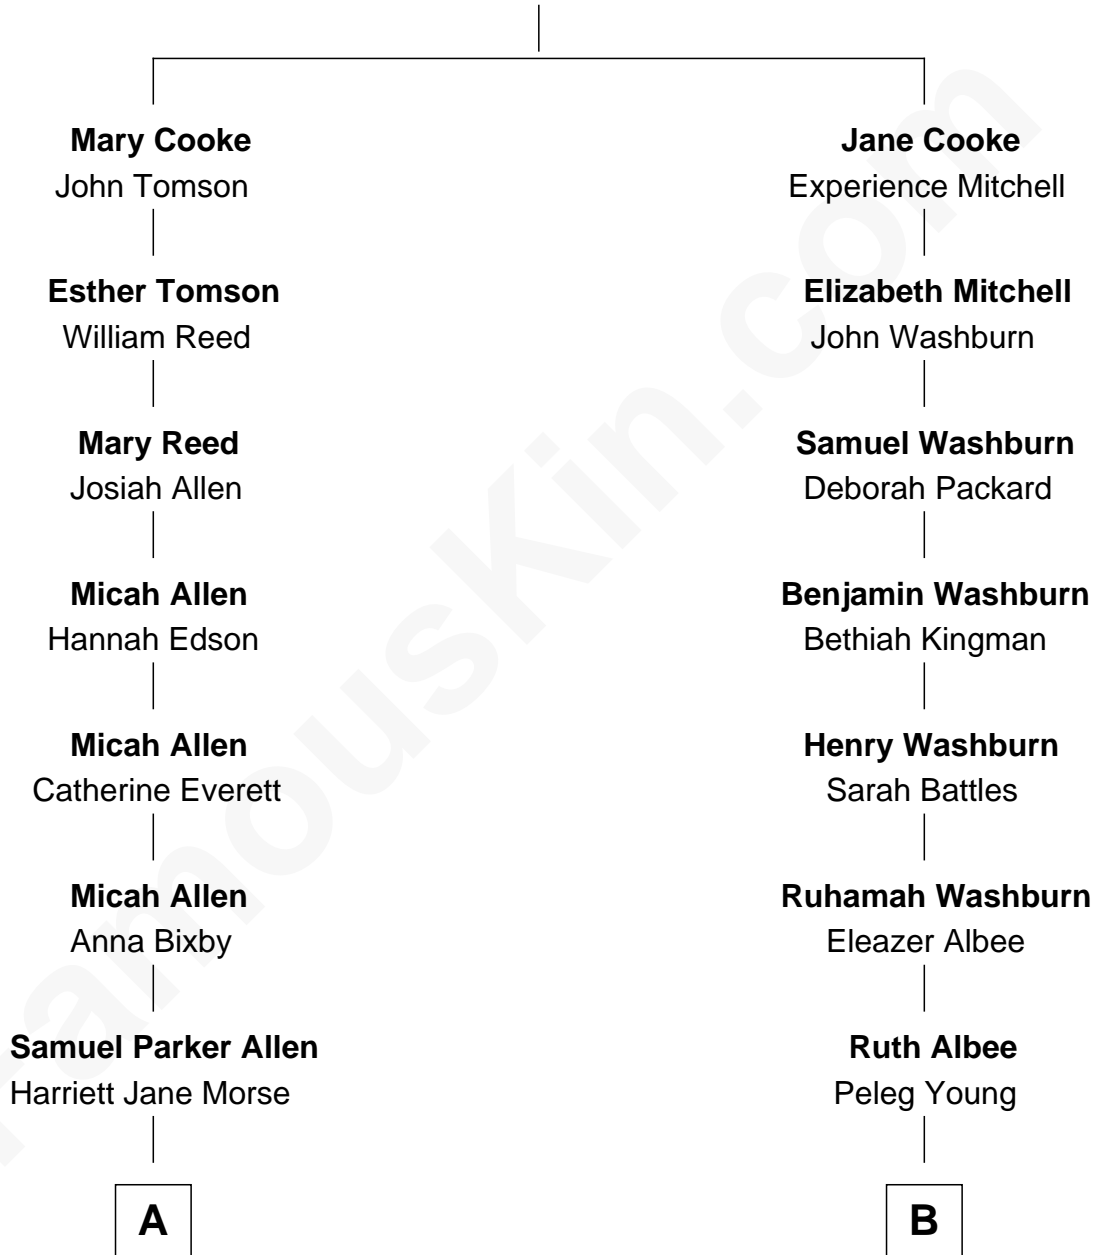 Mary Cooke
John Tomson
Jane Cooke
Experience Mitchell
Esther Tomson
William Reed
Elizabeth Mitchell
John Washburn
Mary Reed
Josiah Allen
Samuel Washburn
Deborah Packard
Micah Allen
Hannah Edson
Benjamin Washburn
Bethiah Kingman
Micah Allen
Catherine Everett
Henry Washburn
Sarah Battles
Micah Allen
Anna Bixby
Ruhamah Washburn
Eleazer Albee
Samuel Parker Allen
Harriett Jane Morse
Ruth Albee
Peleg Young
A
B
FamousKin.com